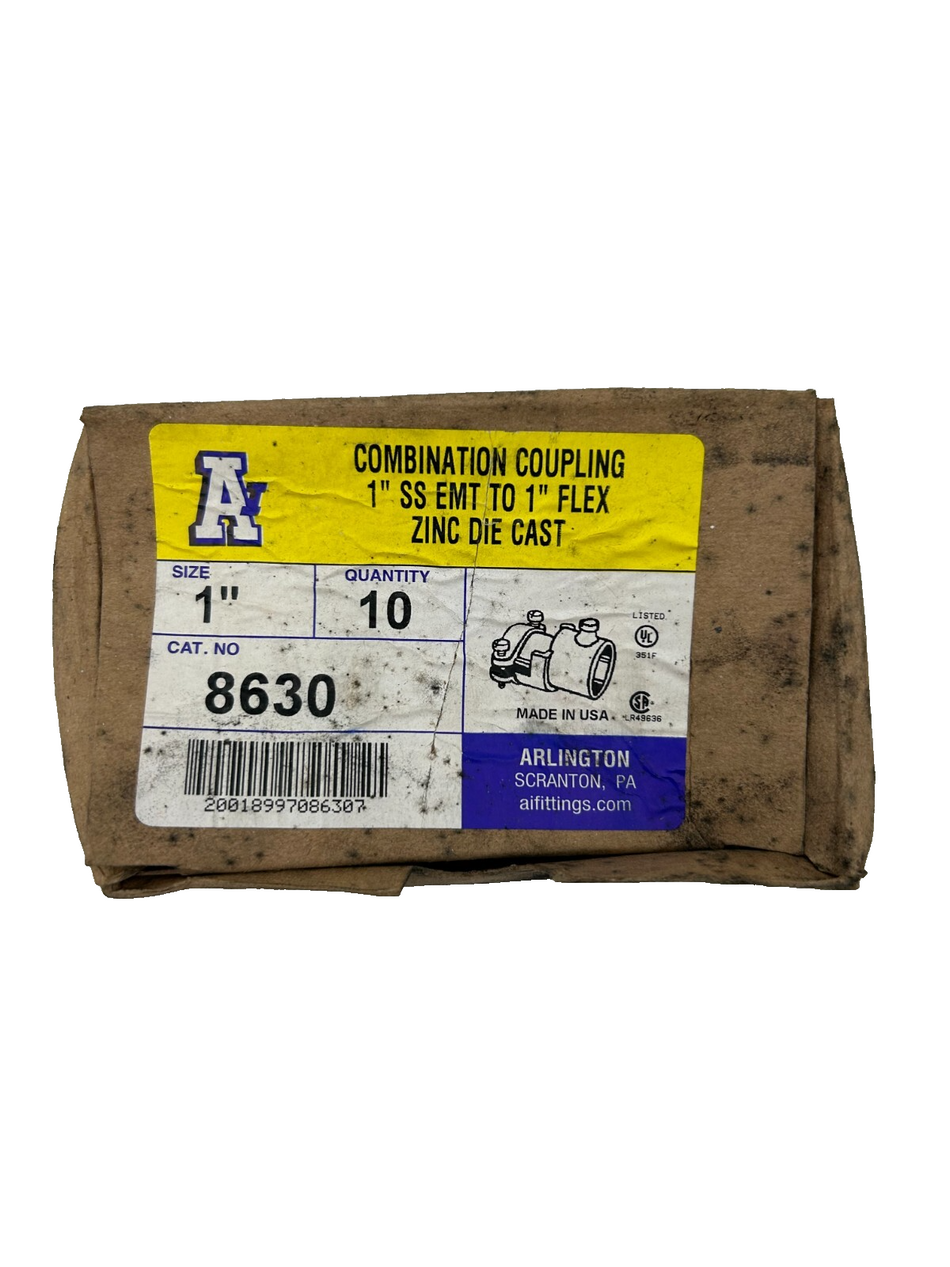 AI
COMBINATION COUPLING
1" SS EMT TO 1" FLEX
ZINC DIE CAST
SIZE
1"
QUANTITY
10
CAT. NO
8630
20018997086307
LISTED
UL
351F
SA
LR49636
MADE IN USA
ARLINGTON
SCRANTON, PA
aifittings.com